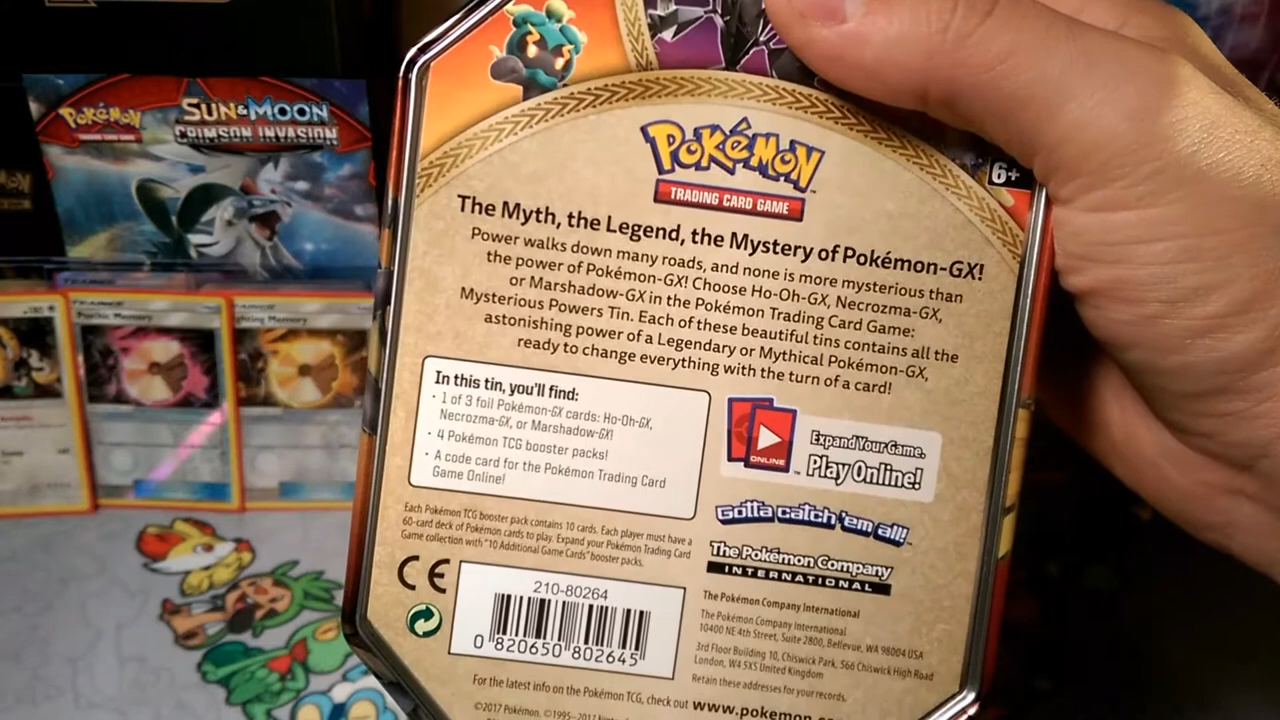 Pokémon
TRADING CARD GAME
SUN & MOON
CRIMSON INVASION
TRAINER
Psychic Memory
Fighting Memory
6+
Pokémon
TRADING CARD GAME
The Myth, the Legend, the Mystery of Pokémon-GX!
Power walks down many roads, and none is more mysterious than
the power of Pokémon-GX! Choose Ho-Oh-GX, Necrozma-GX,
or Marshadow-GX in the Pokémon Trading Card Game:
Mysterious Powers Tin. Each of these beautiful tins contains all the
astonishing power of a Legendary or Mythical Pokémon-GX,
ready to change everything with the turn of a card!
In this tin, you'll find:
• 1 of 3 foil Pokémon-GX cards: Ho-Oh-GX,
Necrozma-GX, or Marshadow-GX!
• 4 Pokémon TCG booster packs!
• A code card for the Pokémon Trading Card
Game Online!
ONLINE
Expand Your Game.
Play Online!
Gotta catch 'em all!
Each Pokémon TCG booster pack contains 10 cards. Each player must have a
60-card deck of Pokémon cards to play. Expand your Pokémon Trading Card
Game collection with "10 Additional Game Cards" booster packs.
The Pokémon Company
INTERNATIONAL
CE
210-80264
0 820650 802645
The Pokémon Company International
The Pokémon Company International
10400 NE 4th Street, Suite 2800, Bellevue, WA 98004 USA
3rd Floor Building 10, Chiswick Park, 566 Chiswick High Road
London, W4 5XS United Kingdom
Retain these addresses for your records.
For the latest info on the Pokémon TCG, check out www.pokemon.co
©2017 Pokémon. ©1995–2017